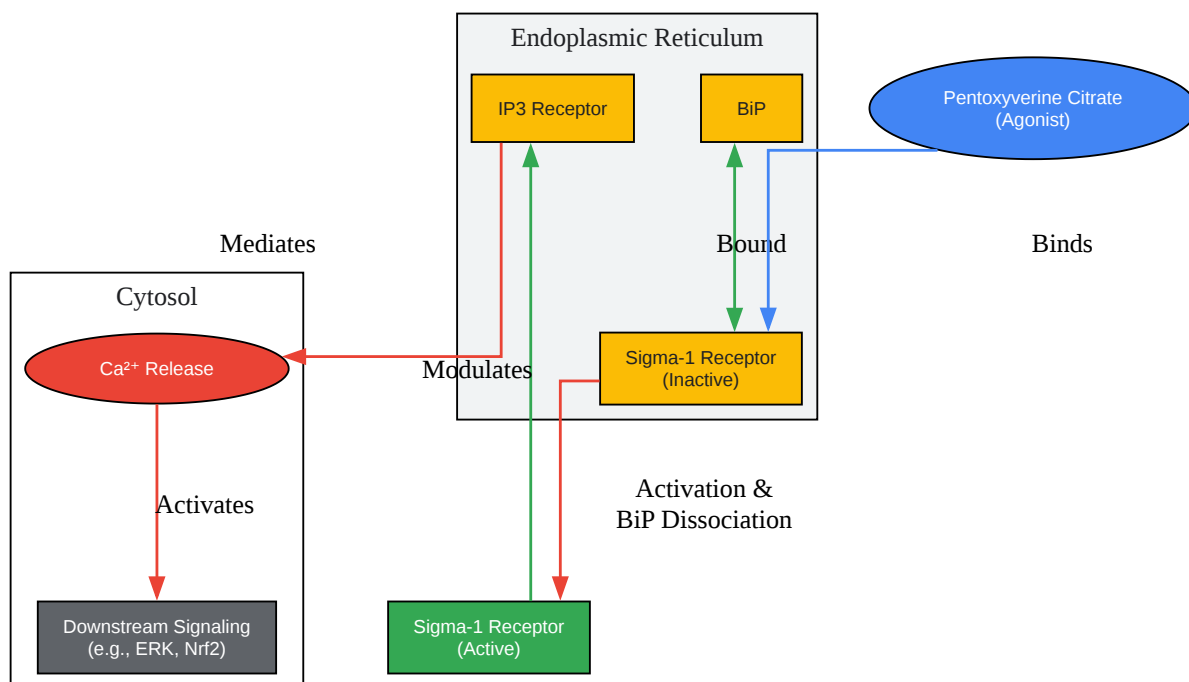 Endoplasmic Reticulum
IP3 Receptor
BiP
Pentoxyverine Citrate
(Agonist)
Mediates
Bound
Binds
Cytosol
Ca²⁺ Release
Modulates
Sigma-1 Receptor
(Inactive)
Activates
Activation &
BiP Dissociation
Downstream Signaling
(e.g., ERK, Nrf2)
Sigma-1 Receptor
(Active)